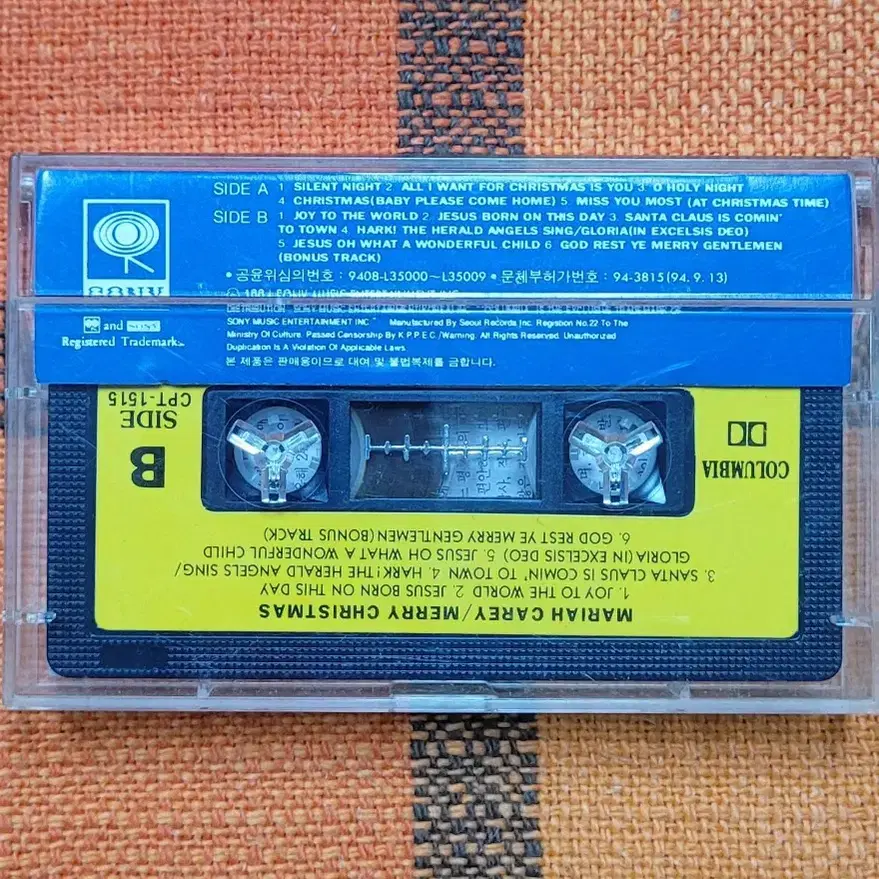 SIDE A 1 SILENT NIGHT 2 ALL I WANT FOR CHRISTMAS IS YOU 3 O HOLY NIGHT
4 CHRISTMAS(BABY PLEASE COME HOME) 5 MISS YOU MOST (AT CHRISTMAS TIME)
SIDE B 1 JOY TO THE WORLD 2. JESUS BORN ON THIS DAY 3. SANTA CLAUS IS COMIN'
TO TOWN 4. HARK! THE HERALD ANGELS SING/GLORIA(IN EXCELSIS DEO)
5 JESUS OH WHAT A WONDERFUL CHILD 6 GOD REST YE MERRY GENTLEMEN
(BONUS TRACK)
SONY
• 공윤위심의번호 : 9408-L35000~L35009 • 문체부허가번호 : 94-3815 (94. 9. 13)
SONY MUSIC ENTERTAINMENT INC
and SONY
Registered Trademarks.
SONY MUSIC ENTERTAINMENT INC." Manufactured By Seoul Records Inc. Registion No.22 To The
Ministry Of Culture. Passed Censorship By K.P.P.E.C./Warning. All Rights Reserved. Unauthorized
Duplication Is A Violation Of Applicable Laws.
본 제품은 판매용이므로 대여 및 불법복제를 금합니다.
MARIAH CAREY/MERRY CHRISTMAS
1. JOY TO THE WORLD 2. JESUS BORN ON THIS DAY
3. SANTA CLAUS IS COMIN' TO TOWN 4. HARK! THE HERALD ANGELS SING/
GLORIA (IN EXCELSIS DEO) 5. JESUS OH WHAT A WONDERFUL CHILD
6. GOD REST YE MERRY GENTLEMEN (BONUS TRACK)
COLUMBIA
B
SIDE
CPT-1515